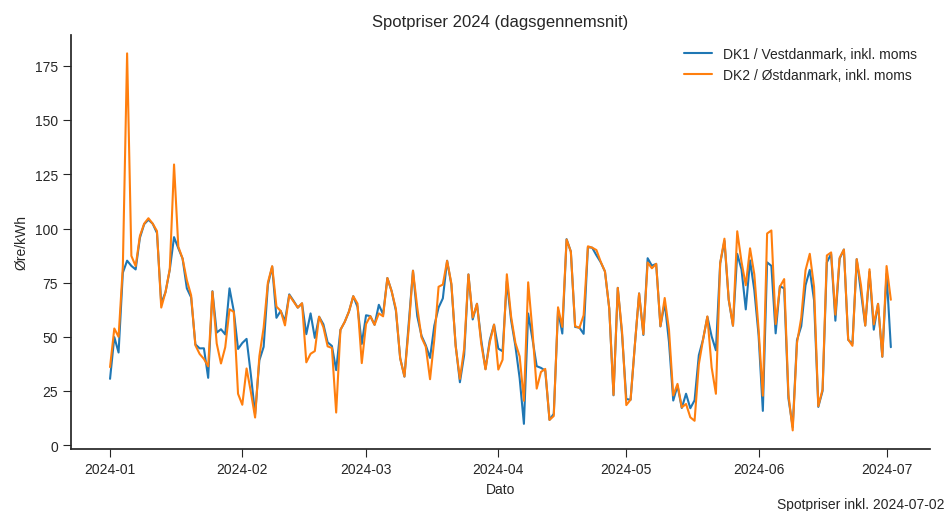 Spotpriser 2024 (dagsgennemsnit)
DK1 / Vestdanmark, inkl. moms
DK2 / Østdanmark, inkl. moms
175
150
125
100
75
50
25
0
Øre/kWh
2024-01
2024-02
2024-03
2024-04
2024-05
2024-06
2024-07
Dato
Spotpriser inkl. 2024-07-02